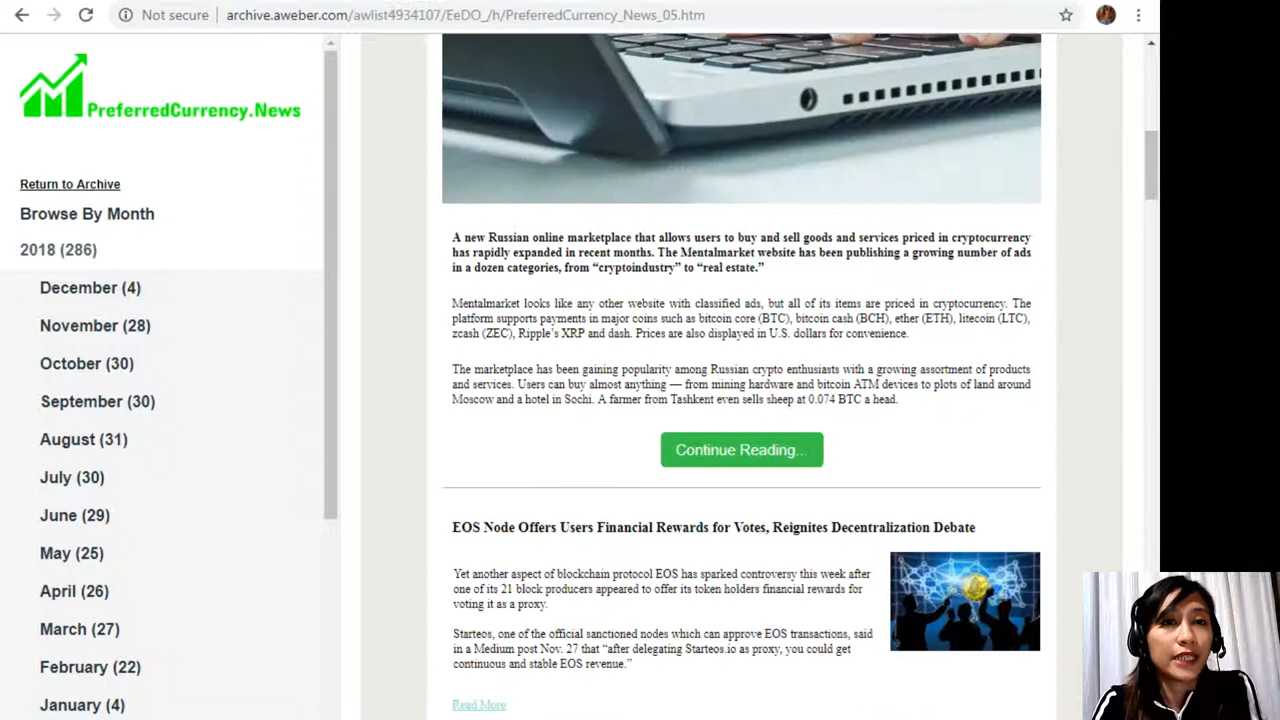 Not secure
archive.aweber.com/awlist4934107/EeDO_/h/PreferredCurrency_News_05.htm
PreferredCurrency.News
Return to Archive
Browse By Month
2018 (286)
December (4)
November (28)
October (30)
September (30)
August (31)
July (30)
June (29)
May (25)
April (26)
March (27)
February (22)
January (4)
A new Russian online marketplace that allows users to buy and sell goods and services priced in cryptocurrency
has rapidly expanded in recent months. The Mentalmarket website has been publishing a growing number of ads
in a dozen categories, from “cryptoindustry” to “real estate.”
Mentalmarket looks like any other website with classified ads, but all of its items are priced in cryptocurrency. The
platform supports payments in major coins such as bitcoin core (BTC), bitcoin cash (BCH), ether (ETH), litecoin (LTC),
zcash (ZEC), Ripple’s XRP and dash. Prices are also displayed in U.S. dollars for convenience.
The marketplace has been gaining popularity among Russian crypto enthusiasts with a growing assortment of products
and services. Users can buy almost anything — from mining hardware and bitcoin ATM devices to plots of land around
Moscow and a hotel in Sochi. A farmer from Tashkent even sells sheep at 0.074 BTC a head.
Continue Reading...
EOS Node Offers Users Financial Rewards for Votes, Reignites Decentralization Debate
Yet another aspect of blockchain protocol EOS has sparked controversy this week after
one of its 21 block producers appeared to offer its token holders financial rewards for
voting it as a proxy.
Starteos, one of the official sanctioned nodes which can approve EOS transactions, said
in a Medium post Nov. 27 that “after delegating Starteos.io as proxy, you could get
continuous and stable EOS revenue.”
Read More